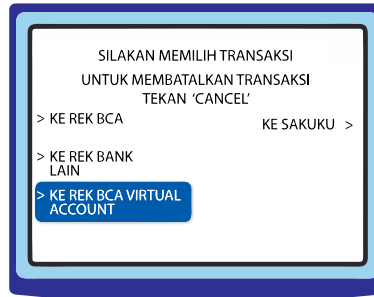 SILAKAN MEMILIH TRANSAKSI
UNTUK MEMBATALKAN TRANSAKSI
TEKAN ‘CANCEL’
> KE REK BCA
KE SAKUKU >
> KE REK BANK
LAIN
> KE REK BCA VIRTUAL
ACCOUNT